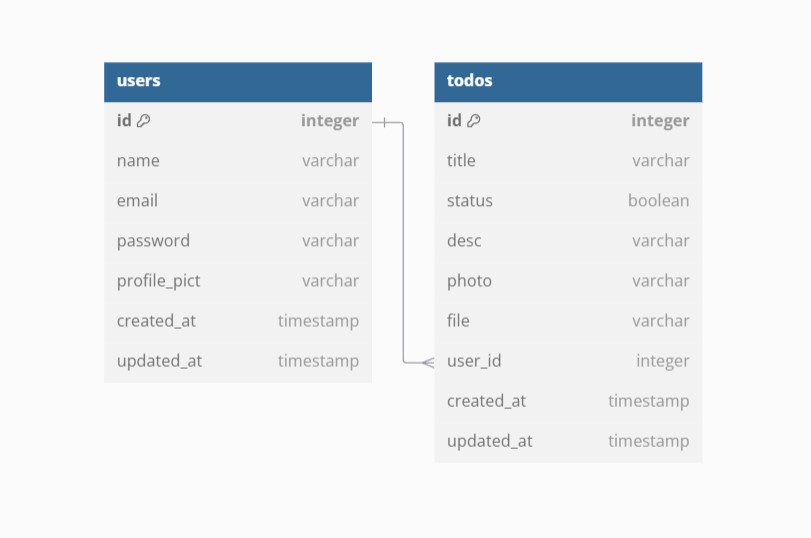 users
id integer
name varchar
email varchar
password varchar
profile_pict varchar
created_at timestamp
updated_at timestamp
todos
id integer
title varchar
status boolean
desc varchar
photo varchar
file varchar
user_id integer
created_at timestamp
updated_at timestamp